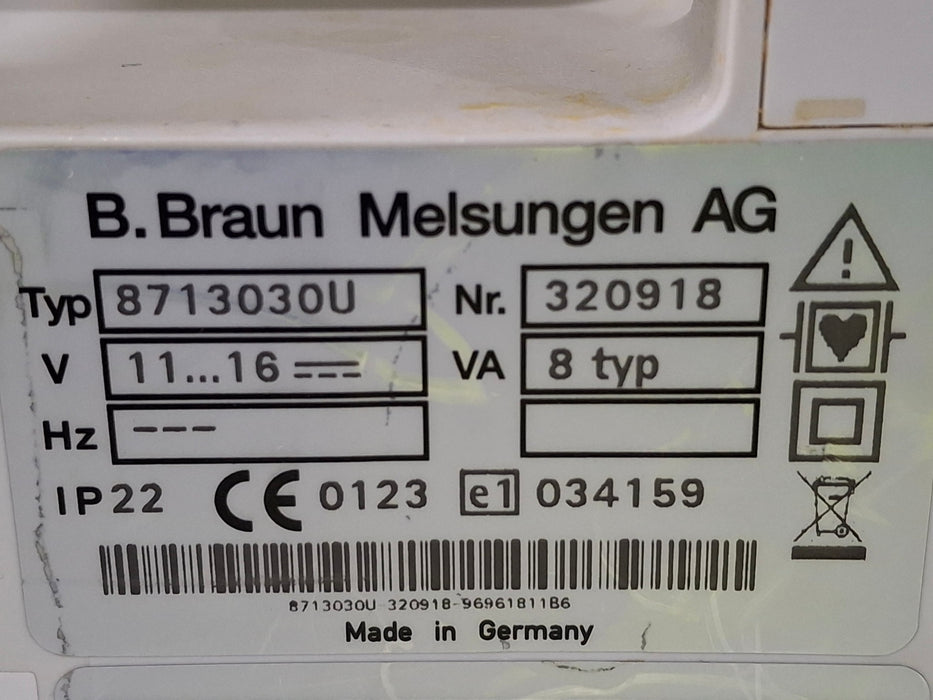 B. Braun Melsungen AG
Typ 8713030U Nr. 320918
V 11...16 VA 8 typ
Hz ---
IP22 CE 0123 e1 034159
8713030U-320918-96961811B6
Made in Germany